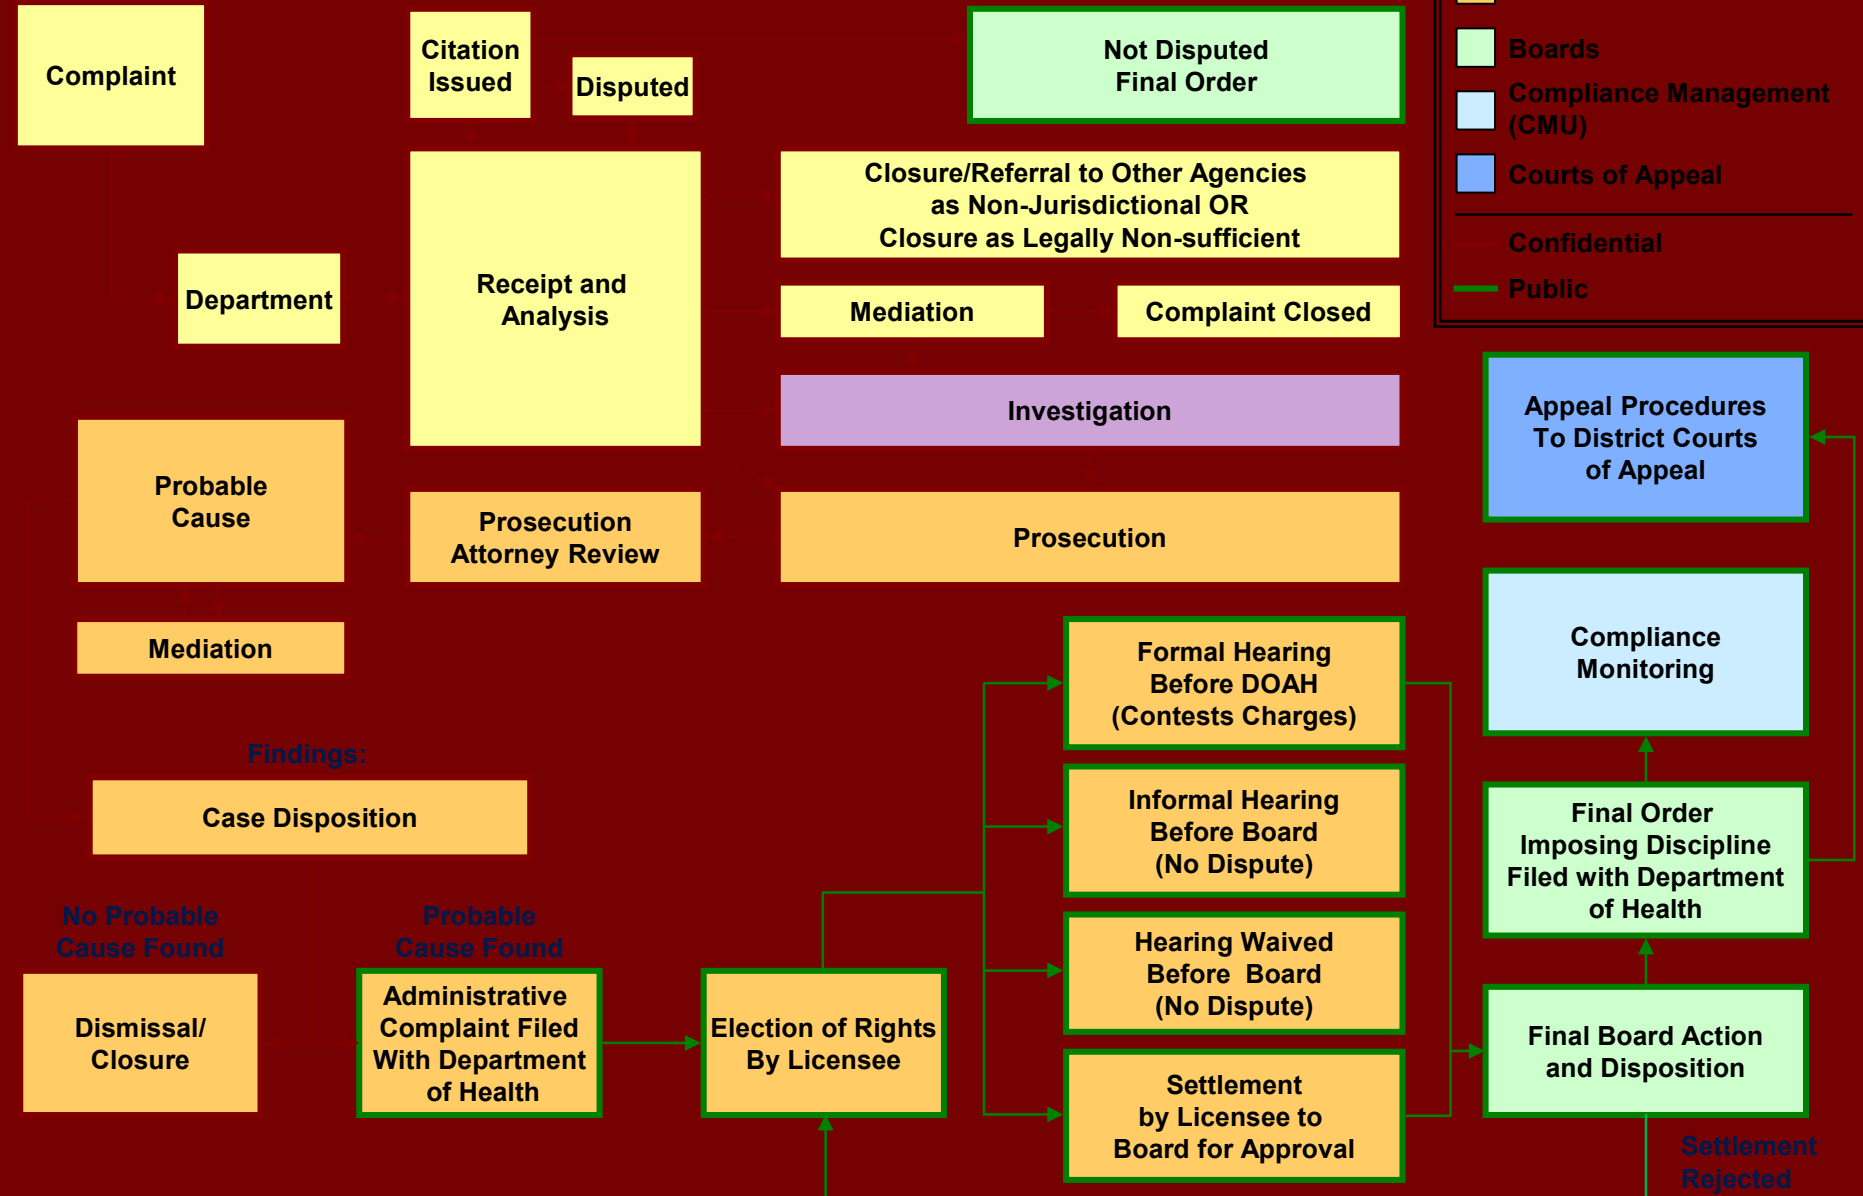 Complaint
Citation
Issued
Disputed
Not Disputed
Final Order
Boards
Compliance Management
(CMU)
Courts of Appeal
Confidential
Public
Closure/Referral to Other Agencies
as Non-Jurisdictional OR
Closure as Legally Non-sufficient
Department
Receipt and
Analysis
Mediation
Complaint Closed
Investigation
Appeal Procedures
To District Courts
of Appeal
Probable
Cause
Prosecution
Attorney Review
Prosecution
Mediation
Formal Hearing
Before DOAH
(Contests Charges)
Compliance
Monitoring
Findings:
Case Disposition
Informal Hearing
Before Board
(No Dispute)
Final Order
Imposing Discipline
Filed with Department
of Health
No Probable
Cause Found
Probable
Cause Found
Hearing Waived
Before Board
(No Dispute)
Dismissal/
Closure
Administrative
Complaint Filed
With Department
of Health
Election of Rights
By Licensee
Final Board Action
and Disposition
Settlement
by Licensee to
Board for Approval
Settlement
Rejected